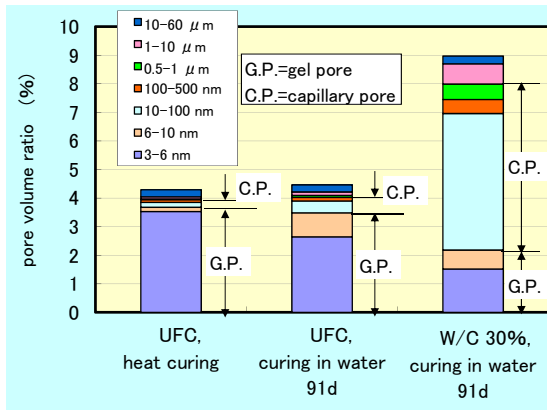 10
9
8
7
6
5
4
3
2
1
0
pore volume ratio (%)
10-60 μm
1-10 μm
0.5-1 μm
100-500 nm
10-100 nm
6-10 nm
3-6 nm
G.P.=gel pore
C.P.=capillary pore
C.P.
G.P.
C.P.
G.P.
C.P.
G.P.
UFC,
heat curing
UFC,
curing in water
91d
W/C 30%,
curing in water
91d